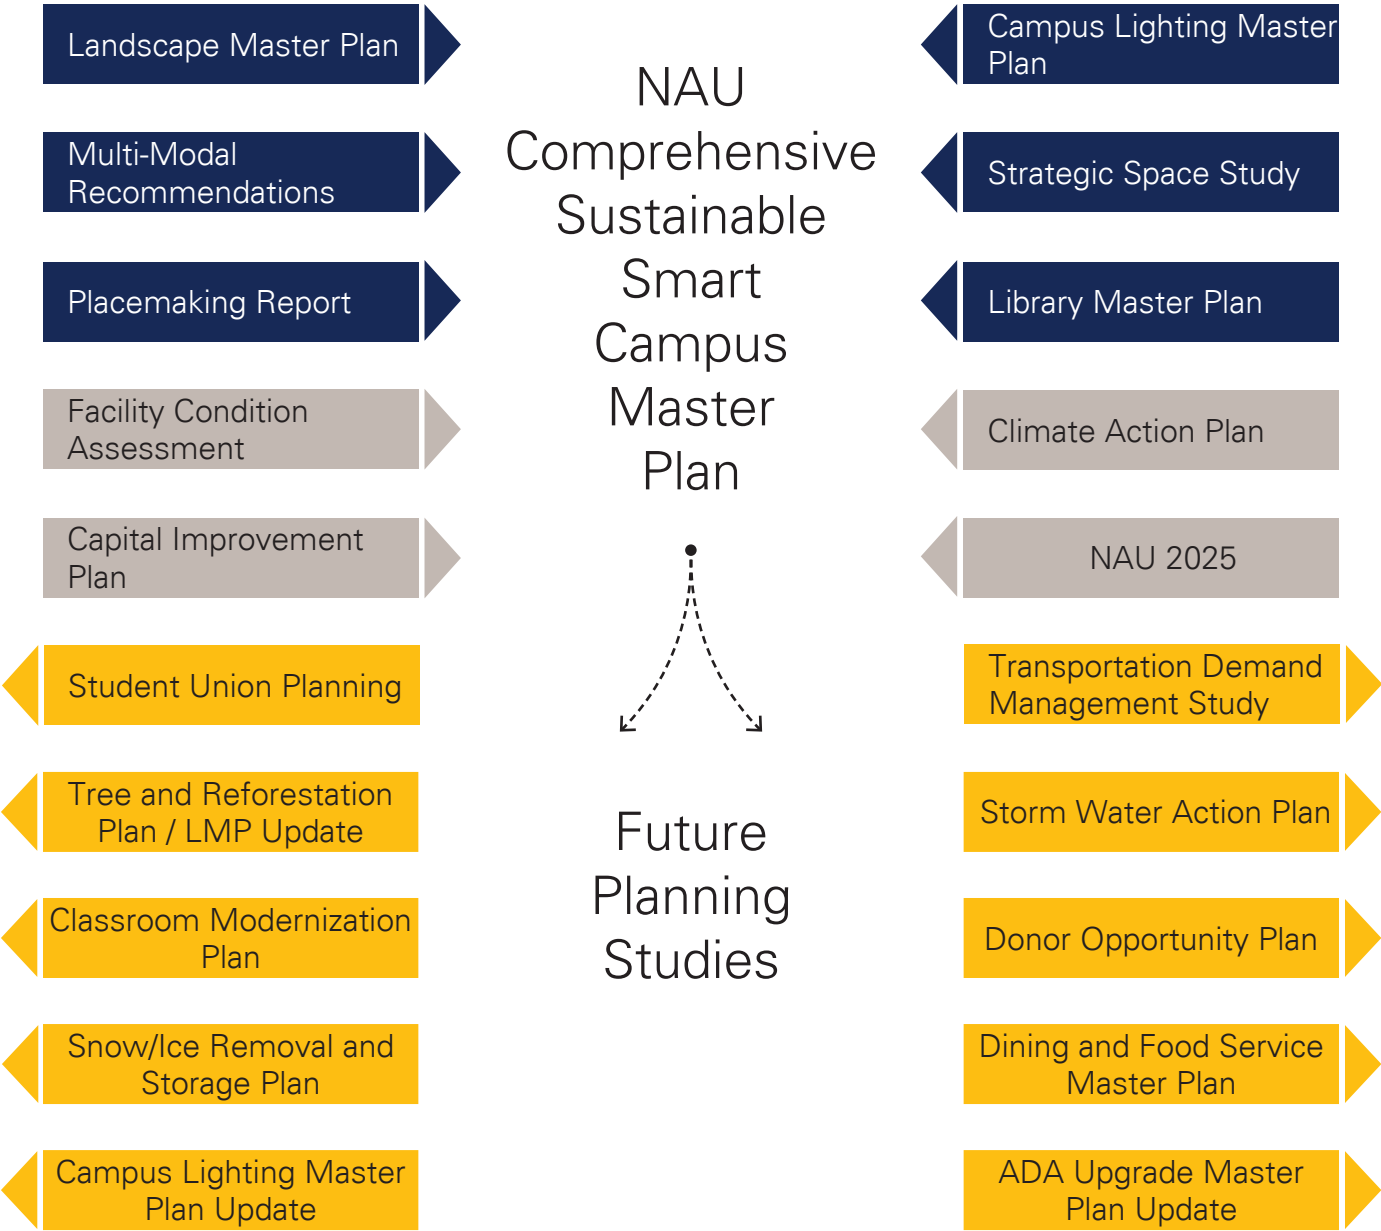 Landscape Master Plan
Multi-Modal
Recommendations
Placemaking Report
Facility Condition
Assessment
Capital Improvement
Plan
NAU
Comprehensive
Sustainable
Smart
Campus
Master
Plan
Campus Lighting Master
Plan
Strategic Space Study
Library Master Plan
Climate Action Plan
NAU 2025
Student Union Planning
Tree and Reforestation
Plan / LMP Update
Classroom Modernization
Plan
Snow/Ice Removal and
Storage Plan
Campus Lighting Master
Plan Update
Future
Planning
Studies
Transportation Demand
Management Study
Storm Water Action Plan
Donor Opportunity Plan
Dining and Food Service
Master Plan
ADA Upgrade Master
Plan Update